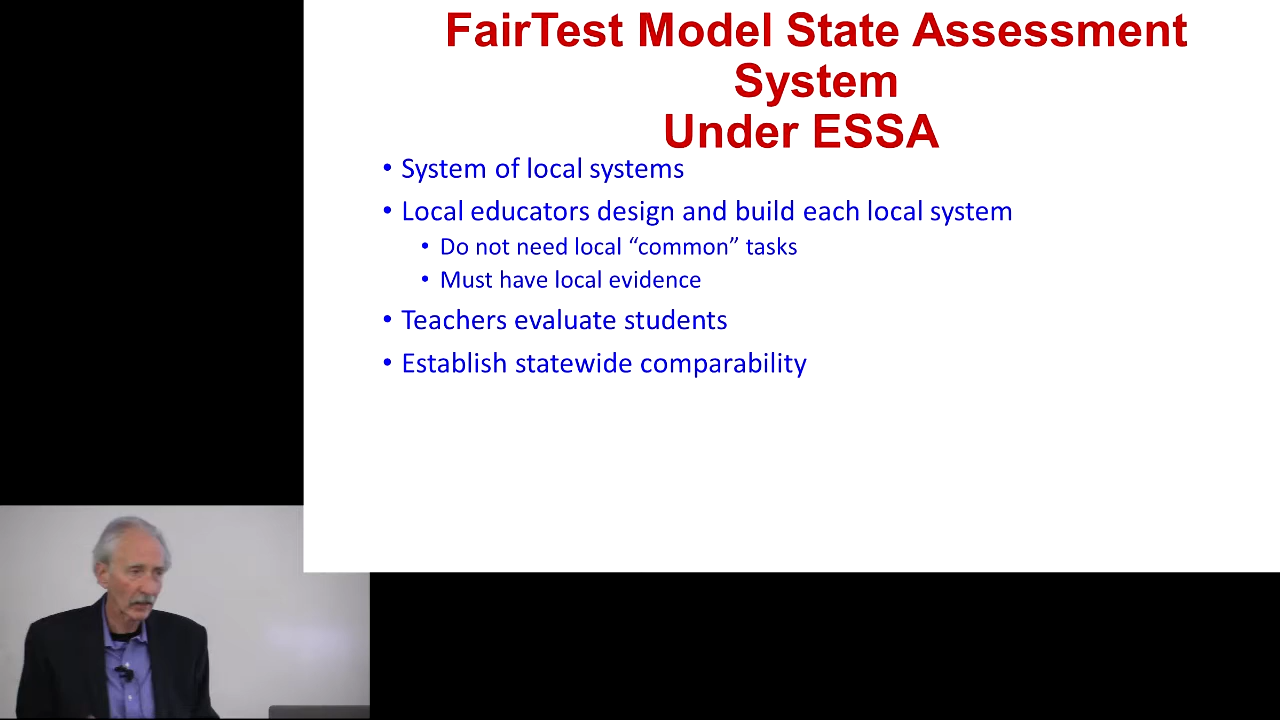 FairTest Model State Assessment
System
Under ESSA
• System of local systems
• Local educators design and build each local system
• Do not need local “common” tasks
• Must have local evidence
• Teachers evaluate students
• Establish statewide comparability